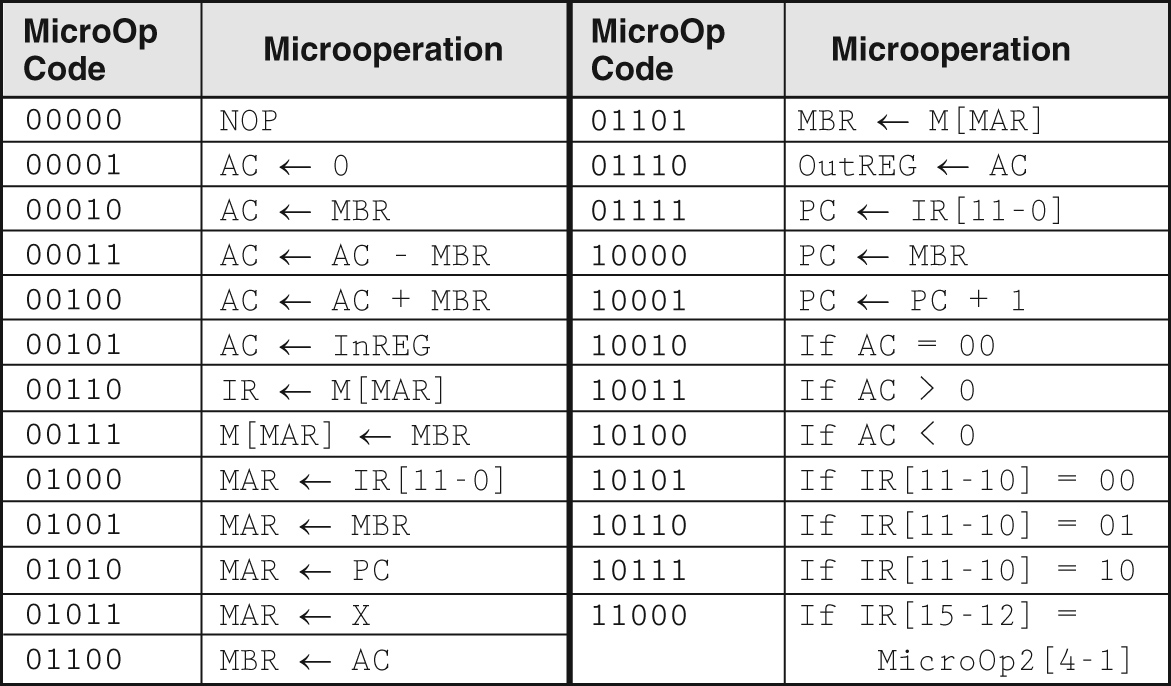 MicroOp Code | Microoperation | MicroOp Code | Microoperation
00000 | NOP | 01101 | MBR ← M[MAR]
00001 | AC ← 0 | 01110 | OutREG ← AC
00010 | AC ← MBR | 01111 | PC ← IR[11-0]
00011 | AC ← AC - MBR | 10000 | PC ← MBR
00100 | AC ← AC + MBR | 10001 | PC ← PC + 1
00101 | AC ← InREG | 10010 | If AC = 00
00110 | IR ← M[MAR] | 10011 | If AC > 0
00111 | M[MAR] ← MBR | 10100 | If AC < 0
01000 | MAR ← IR[11-0] | 10101 | If IR[11-10] = 00
01001 | MAR ← MBR | 10110 | If IR[11-10] = 01
01010 | MAR ← PC | 10111 | If IR[11-10] = 10
01011 | MAR ← X | 11000 | If IR[15-12] =
01100 | MBR ← AC | | MicroOp2[4-1]